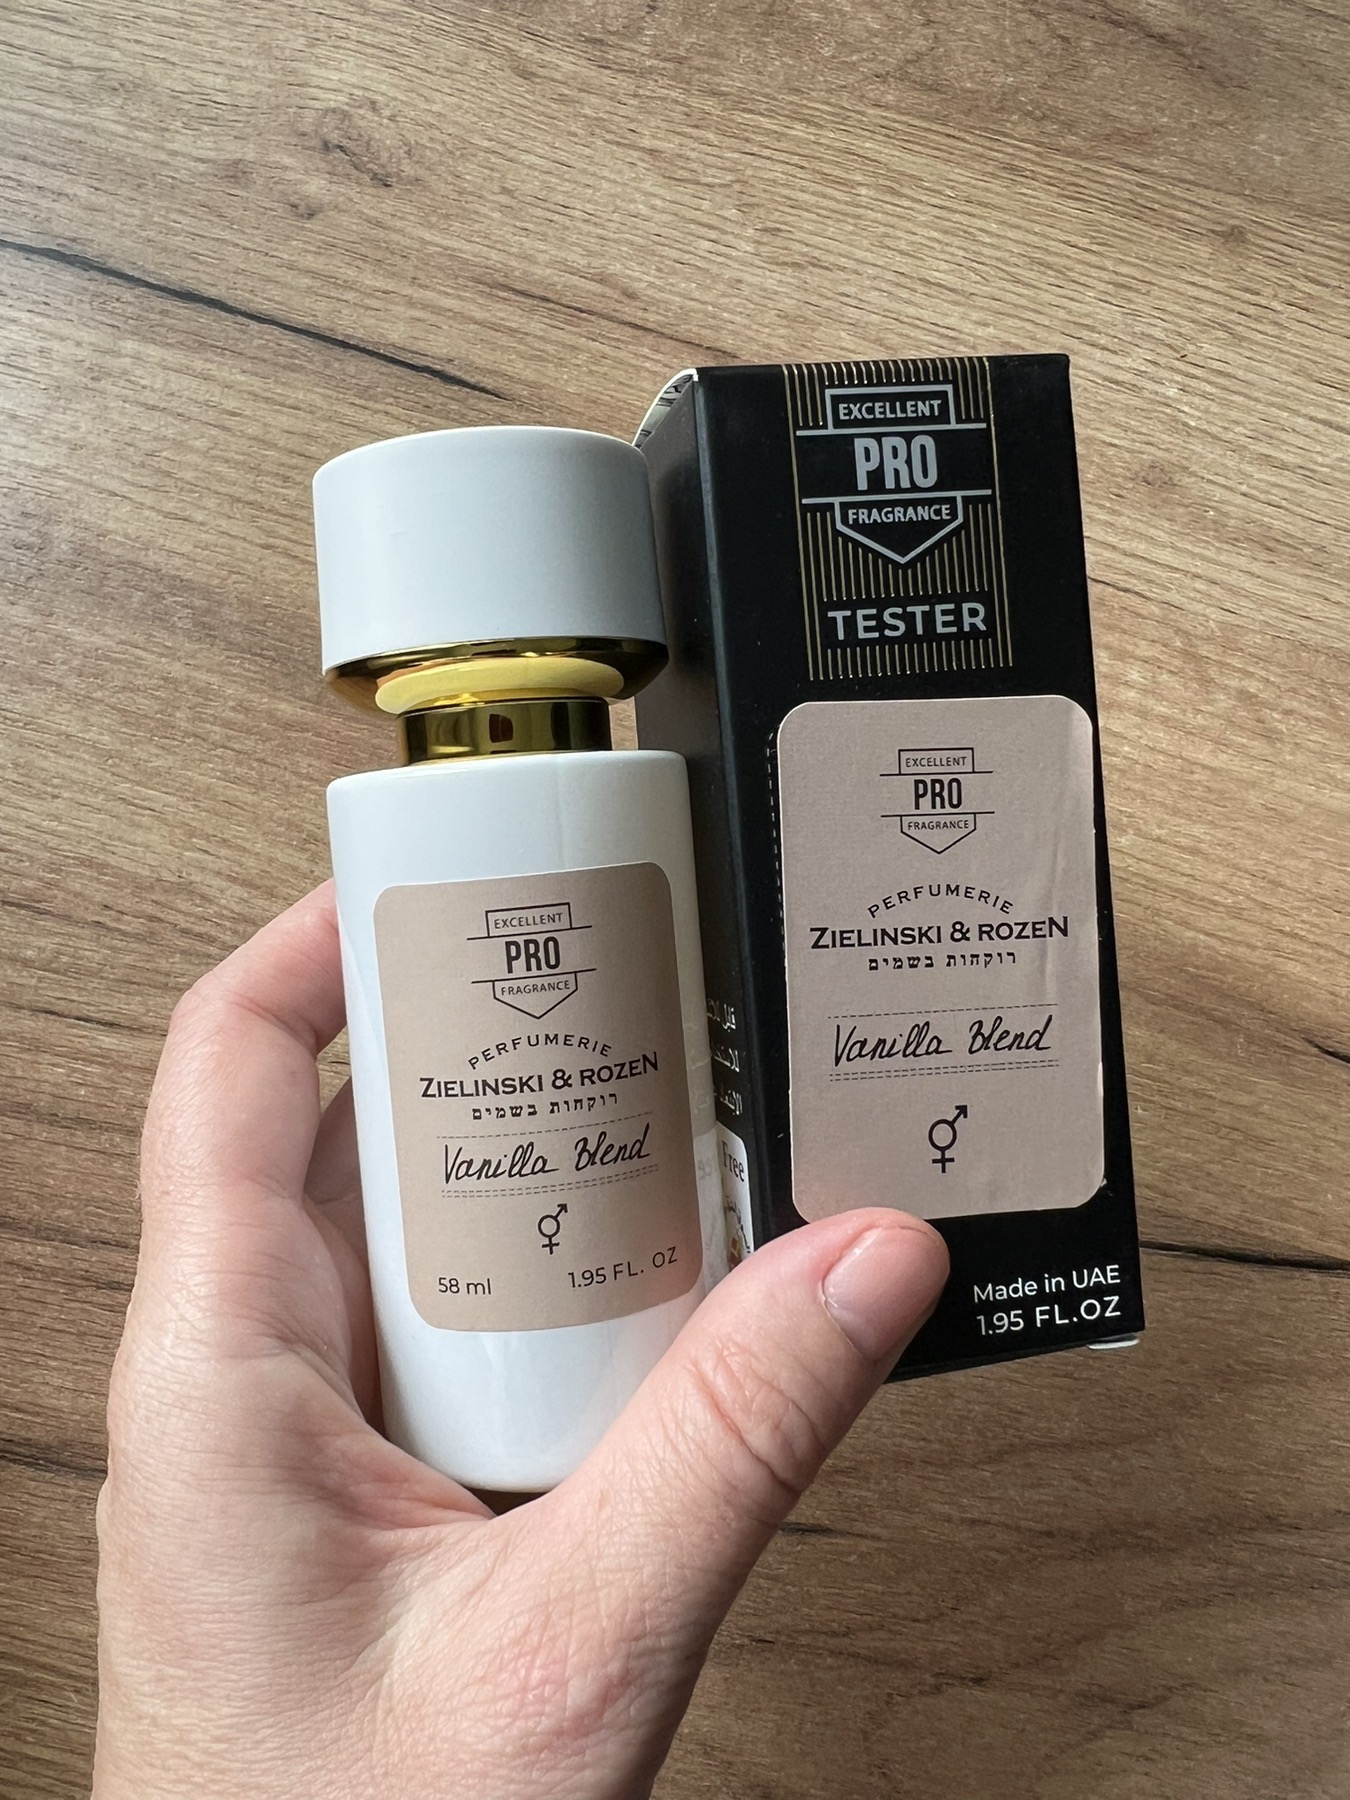 EXCELLENT
PRO
FRAGRANCE
PERFUMERIE
ZIELINSKI & ROZEN
רוקחות בשמים
Vanilla Blend
58 ml
1.95 FL. OZ
EXCELLENT
PRO
FRAGRANCE
TESTER
EXCELLENT
PRO
FRAGRANCE
PERFUMERIE
ZIELINSKI & ROZEN
רוקחות בשמים
Vanilla Blend
Made in UAE
1.95 FL.OZ
Free